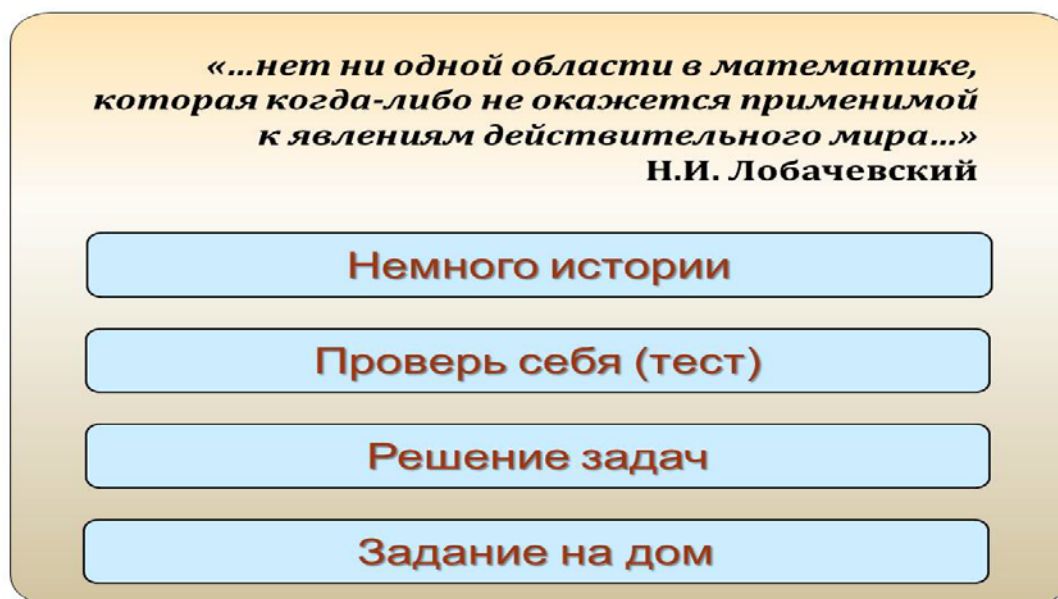 «...нет ни одной области в математике,
которая когда-либо не окажется применимой
к явлениям действительного мира...»
Н.И. Лобачевский
Немного истории
Проверь себя (тест)
Решение задач
Задание на дом